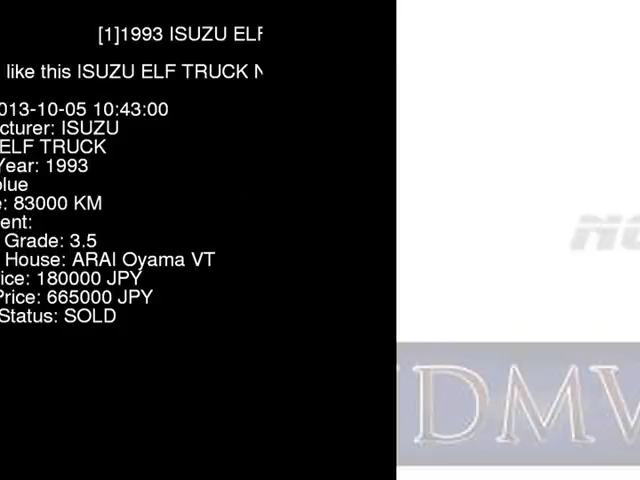 [1]1993 ISUZU ELF
like this ISUZU ELF TRUCK N
013-10-05 10:43:00
cturer: ISUZU
ELF TRUCK
Year: 1993
blue
e: 83000 KM
ent:
Grade: 3.5
House: ARAI Oyama VT
ice: 180000 JPY
Price: 665000 JPY
Status: SOLD
NO
DMV